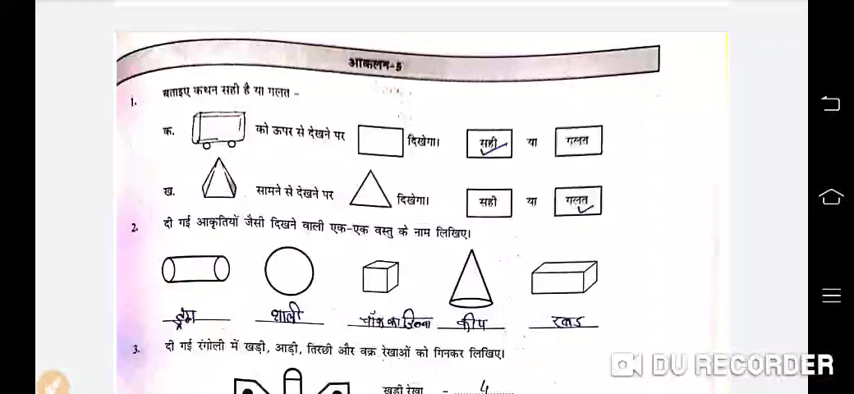 आकलन-5
1. बताइए कथन सही है या गलत -
क. को ऊपर से देखने पर दिखेगा। सही या गलत
ख. सामने से देखने पर दिखेगा। सही या गलत
2. दी गई आकृतियों जैसी दिखने वाली एक-एक वस्तु के नाम लिखिए।
ड्रम थाली चॉक का डिब्बा कीप रबड
3. दी गई रंगोली में खड़ी, आड़ी, तिरछी और वक्र रेखाओं को गिनकर लिखिए।
DU RECORDER
खड़ी रेखा - 4